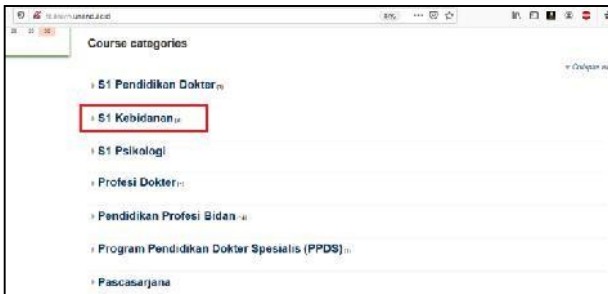 Course categories
S1 Pendidikan Dokter
S1 Kebidanan
S1 Psikologi
Profesi Dokter
Pendidikan Profesi Bidan
Program Pendidikan Dokter Spesialis (PPDS)
Pascasarjana